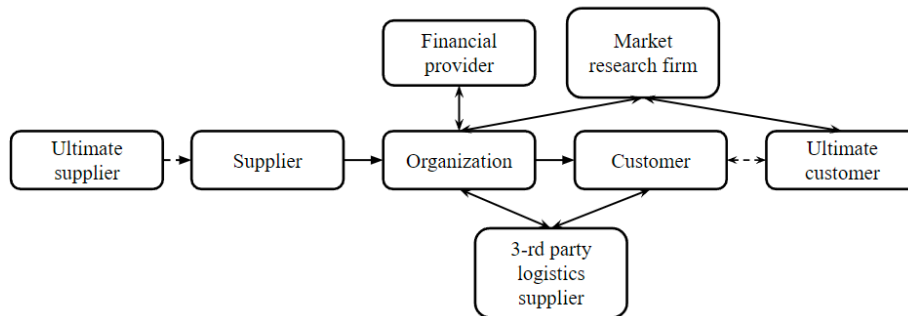 Financial
provider
Market
research firm
Ultimate
supplier
Supplier
Organization
Customer
Ultimate
customer
3-rd party
logistics
supplier